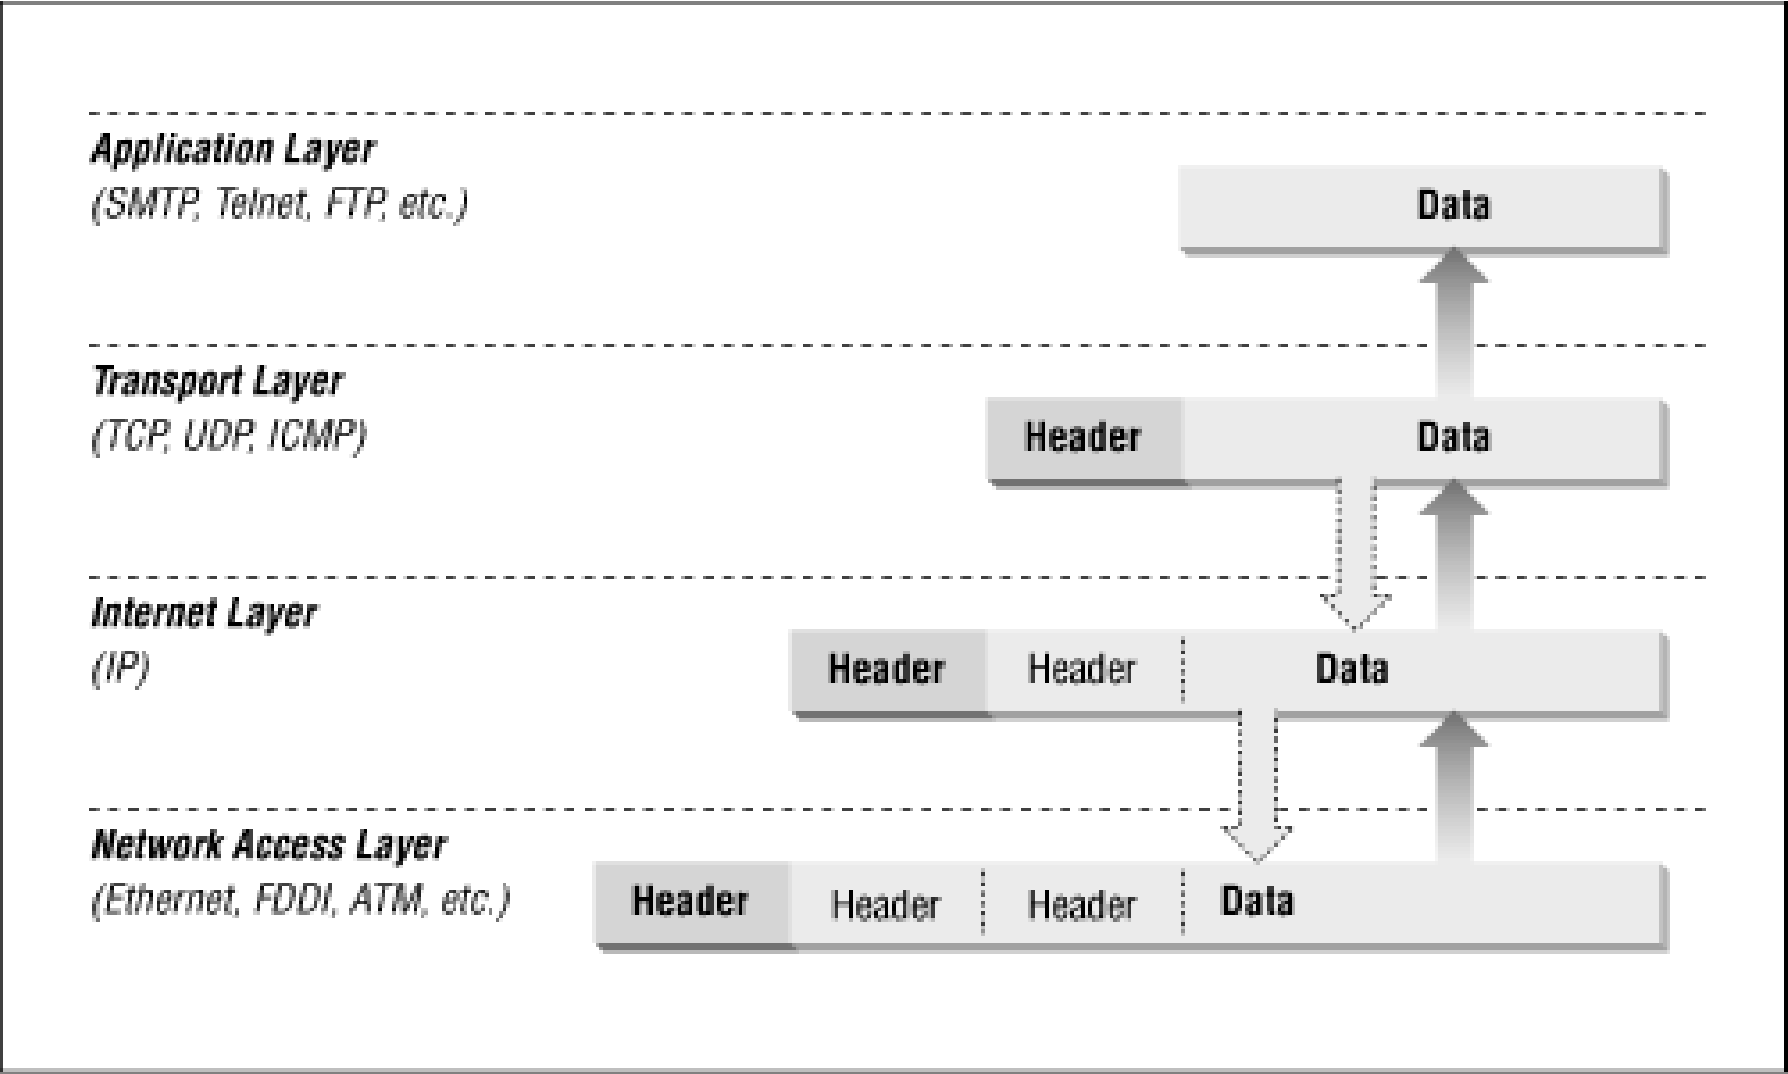 Application Layer
(SMTP, Telnet, FTP, etc.)
Data
Transport Layer
(TCP, UDP, ICMP)
Header Data
Internet Layer
(IP)
Header Header Data
Network Access Layer
(Ethernet, FDDI, ATM, etc.)
Header Header Header Data